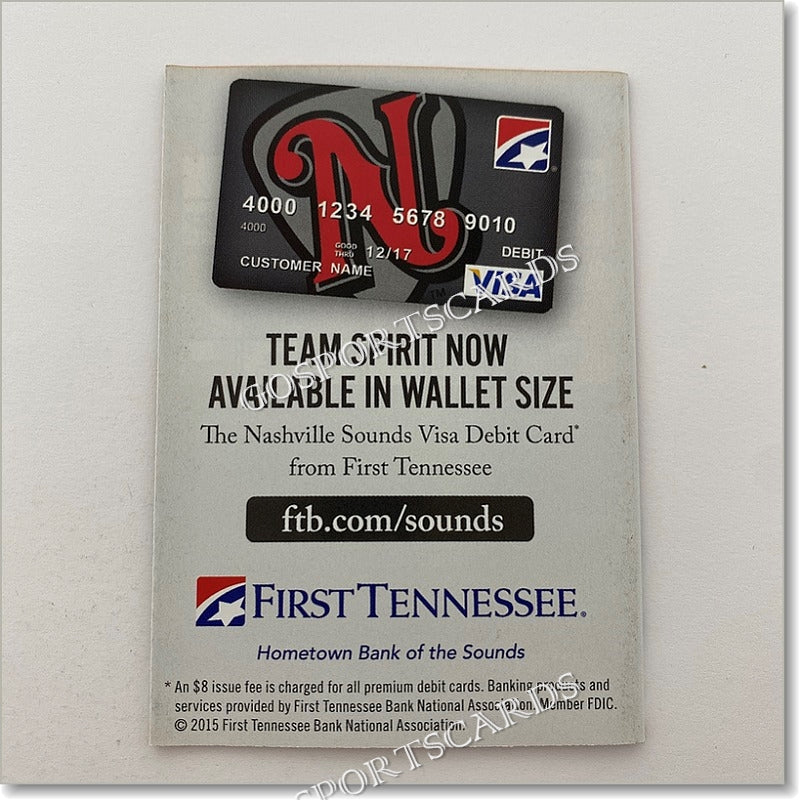 N
4000 1234 5678 9010
4000
GOOD THRU 12/17
DEBIT
CUSTOMER NAME
VISA
TM
TEAM SPIRIT NOW
AVAILABLE IN WALLET SIZE
The Nashville Sounds Visa Debit Card*
from First Tennessee
ftb.com/sounds
FIRST TENNESSEE®
Hometown Bank of the Sounds
* An $8 issue fee is charged for all premium debit cards. Banking products and
services provided by First Tennessee Bank National Association. Member FDIC.
© 2015 First Tennessee Bank National Association.
GOSPORTSCARDS
GOSPORTSCARDS